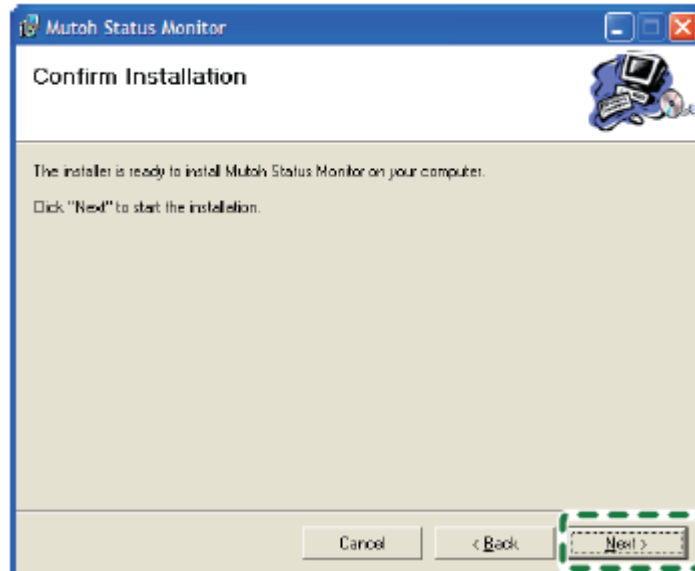 Mutoh Status Monitor
Confirm Installation
The installer is ready to install Mutoh Status Monitor on your computer.
Click "Next" to start the installation.
Cancel
< Back
Next >